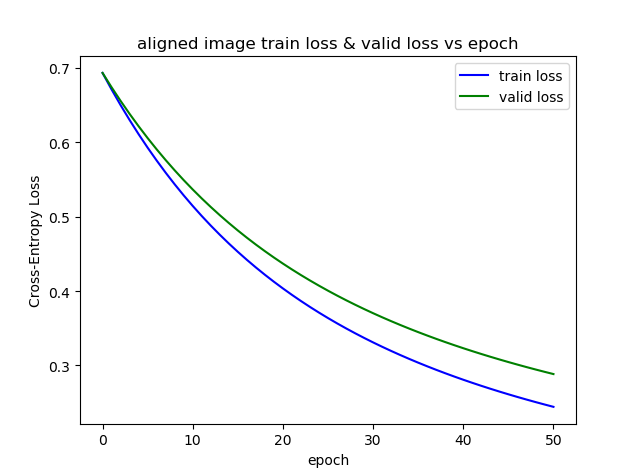 aligned image train loss & valid loss vs epoch
train loss
valid loss
Cross-Entropy Loss
0.7
0.6
0.5
0.4
0.3
0 10 20 30 40 50
epoch